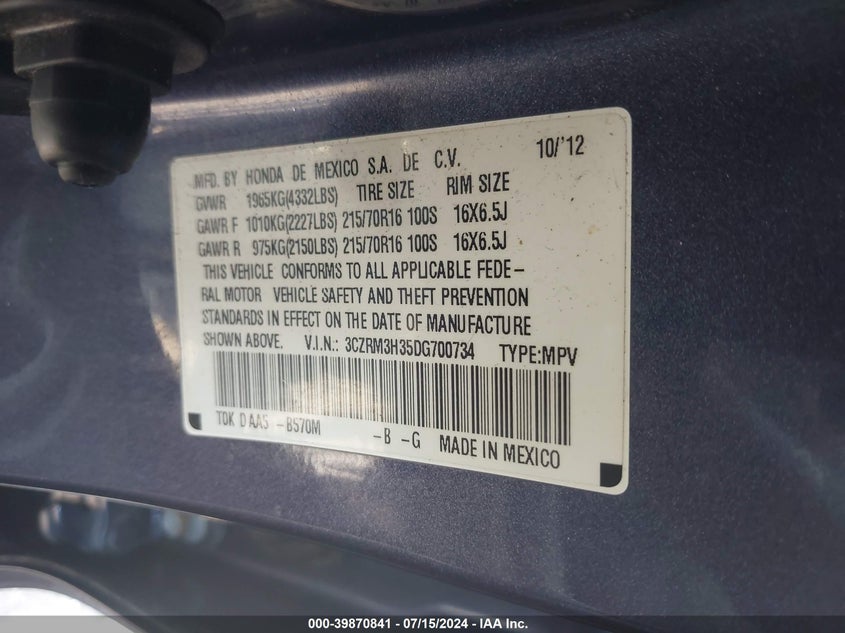 MFD. BY HONDA DE MEXICO S.A. DE C.V. 10/'12
GVWR 1965KG(4332LBS) TIRE SIZE RIM SIZE
GAWR F 1010KG(2227LBS) 215/70R16 100S 16X6.5J
GAWR R 975KG(2150LBS) 215/70R16 100S 16X6.5J
THIS VEHICLE CONFORMS TO ALL APPLICABLE FEDE-
RAL MOTOR VEHICLE SAFETY AND THEFT PREVENTION
STANDARDS IN EFFECT ON THE DATE OF MANUFACTURE
SHOWN ABOVE. V.I.N.: 3CZRM3H35DG700734 TYPE:MPV
TDK D AA5 -B570M -B -G MADE IN MEXICO
000-39870841 - 07/15/2024 - IAA Inc.